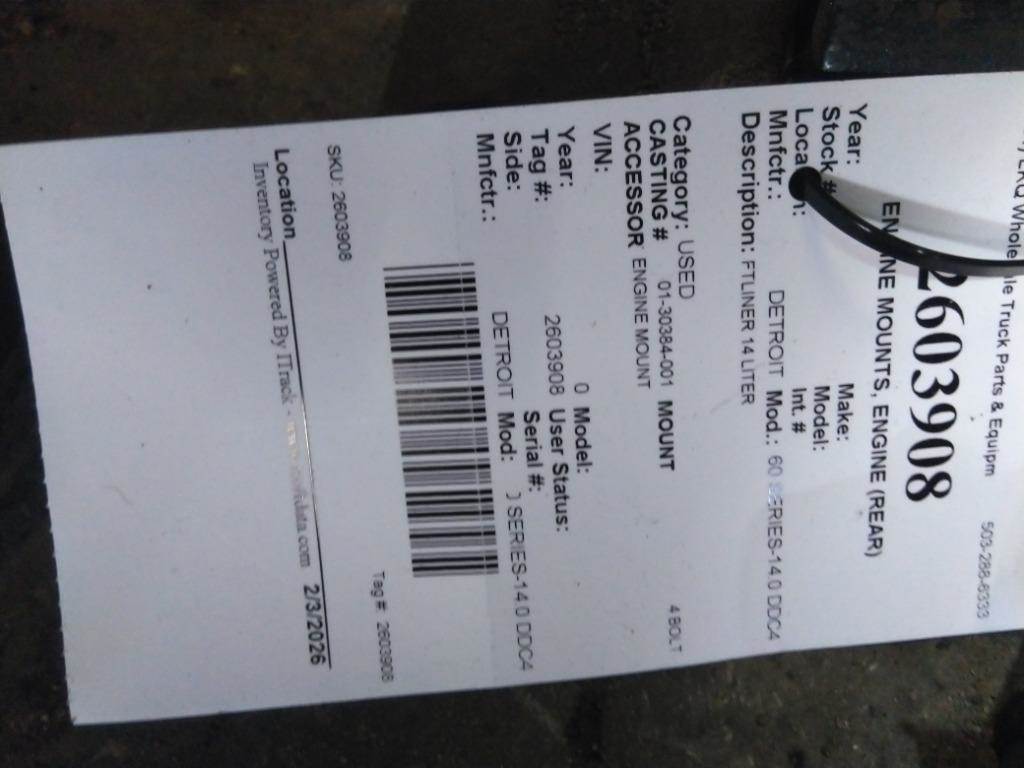 LKQ Whole le Truck Parts & Equipm 503-288-6333
2603908
EN NE MOUNTS, ENGINE (REAR)
Year: Make:
Stock # Model:
Loca n: Int. #
Mnfctr.: DETROIT Mod.: 60 SERIES-14.0 DDC4
Description: FTLINER 14 LITER
Category: USED 4 BOLT
CASTING # 01-30384-001 MOUNT
ACCESSOR ENGINE MOUNT
VIN:
Year: 0 Model:
Tag #: 2603908 User Status:
Side: Serial #:
Mnfctr.: DETROIT Mod: SERIES-14.0 DDC4
Tag #: 2603908
SKU: 2603908
Location 2/3/2026
Inventory Powered By ITrack - .com